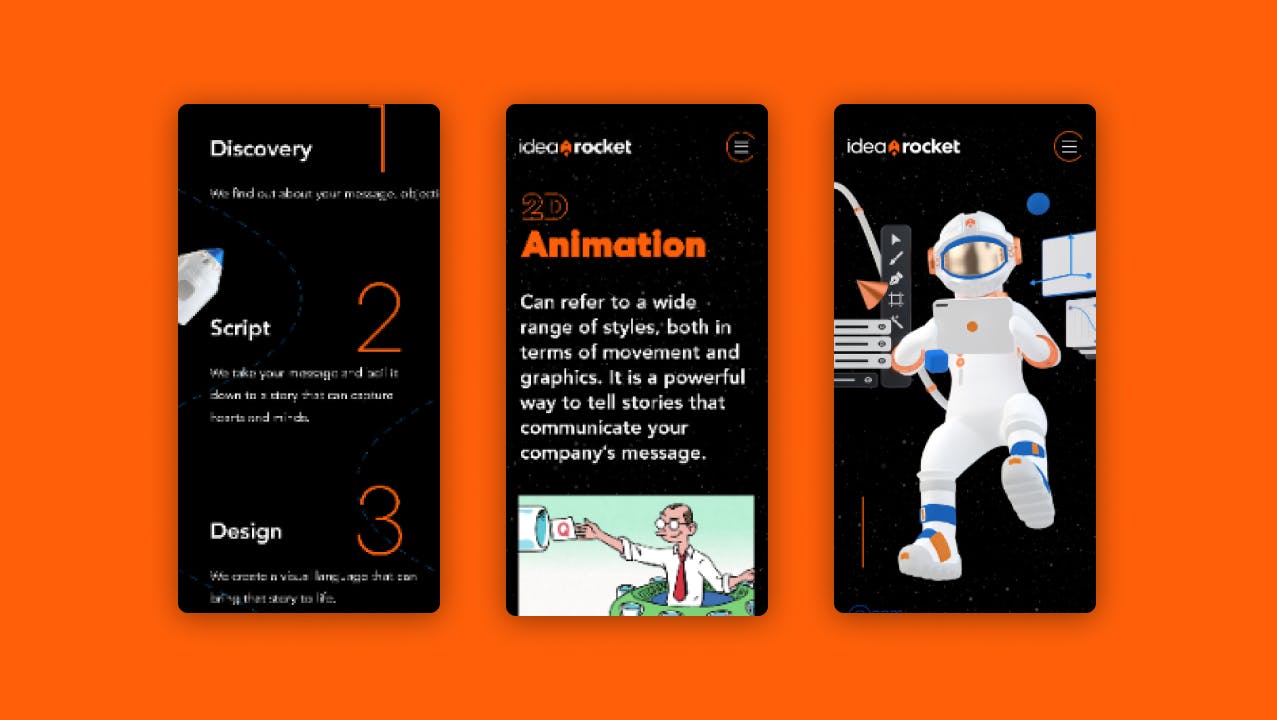 1
Discovery
We find out about your message, objecti
2
Script
We take your message and boil it
down to a story that can capture
hearts and minds.
3
Design
We create a visual language that can
bring that story to life.
idea rocket
2D
Animation
Can refer to a wide
range of styles, both in
terms of movement and
graphics. It is a powerful
way to tell stories that
communicate your
company's message.
Q
idea rocket